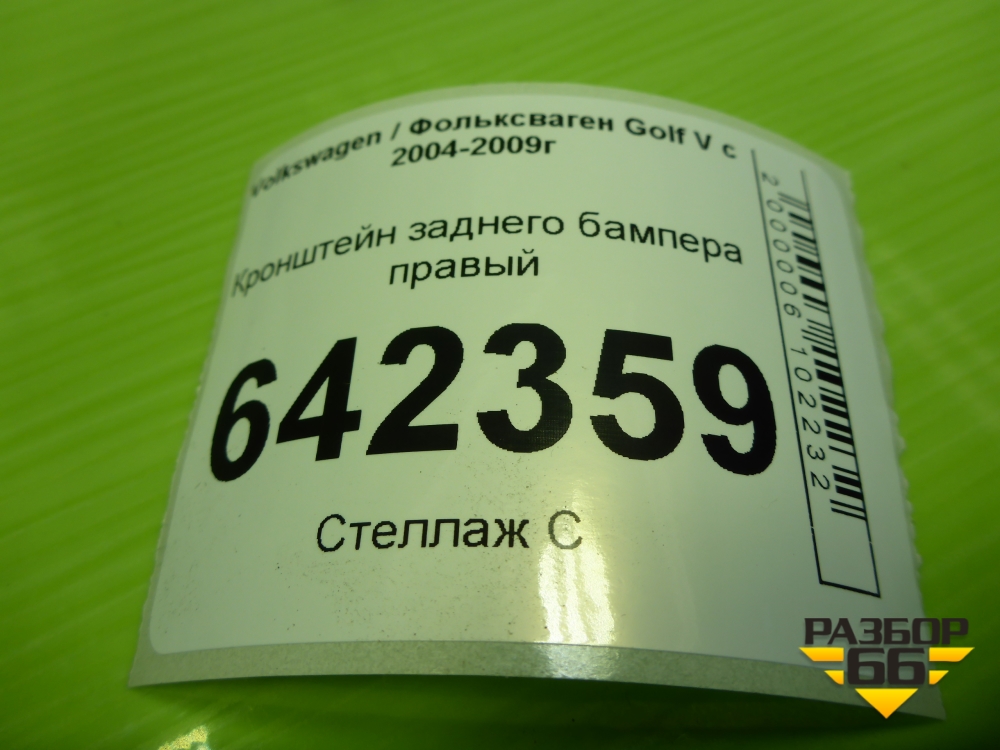 Volkswagen / Фольксваген Golf V с
2004-2009г
Кронштейн заднего бампера
правый
642359
Стеллаж С
2000006102232
РАЗБОР
66